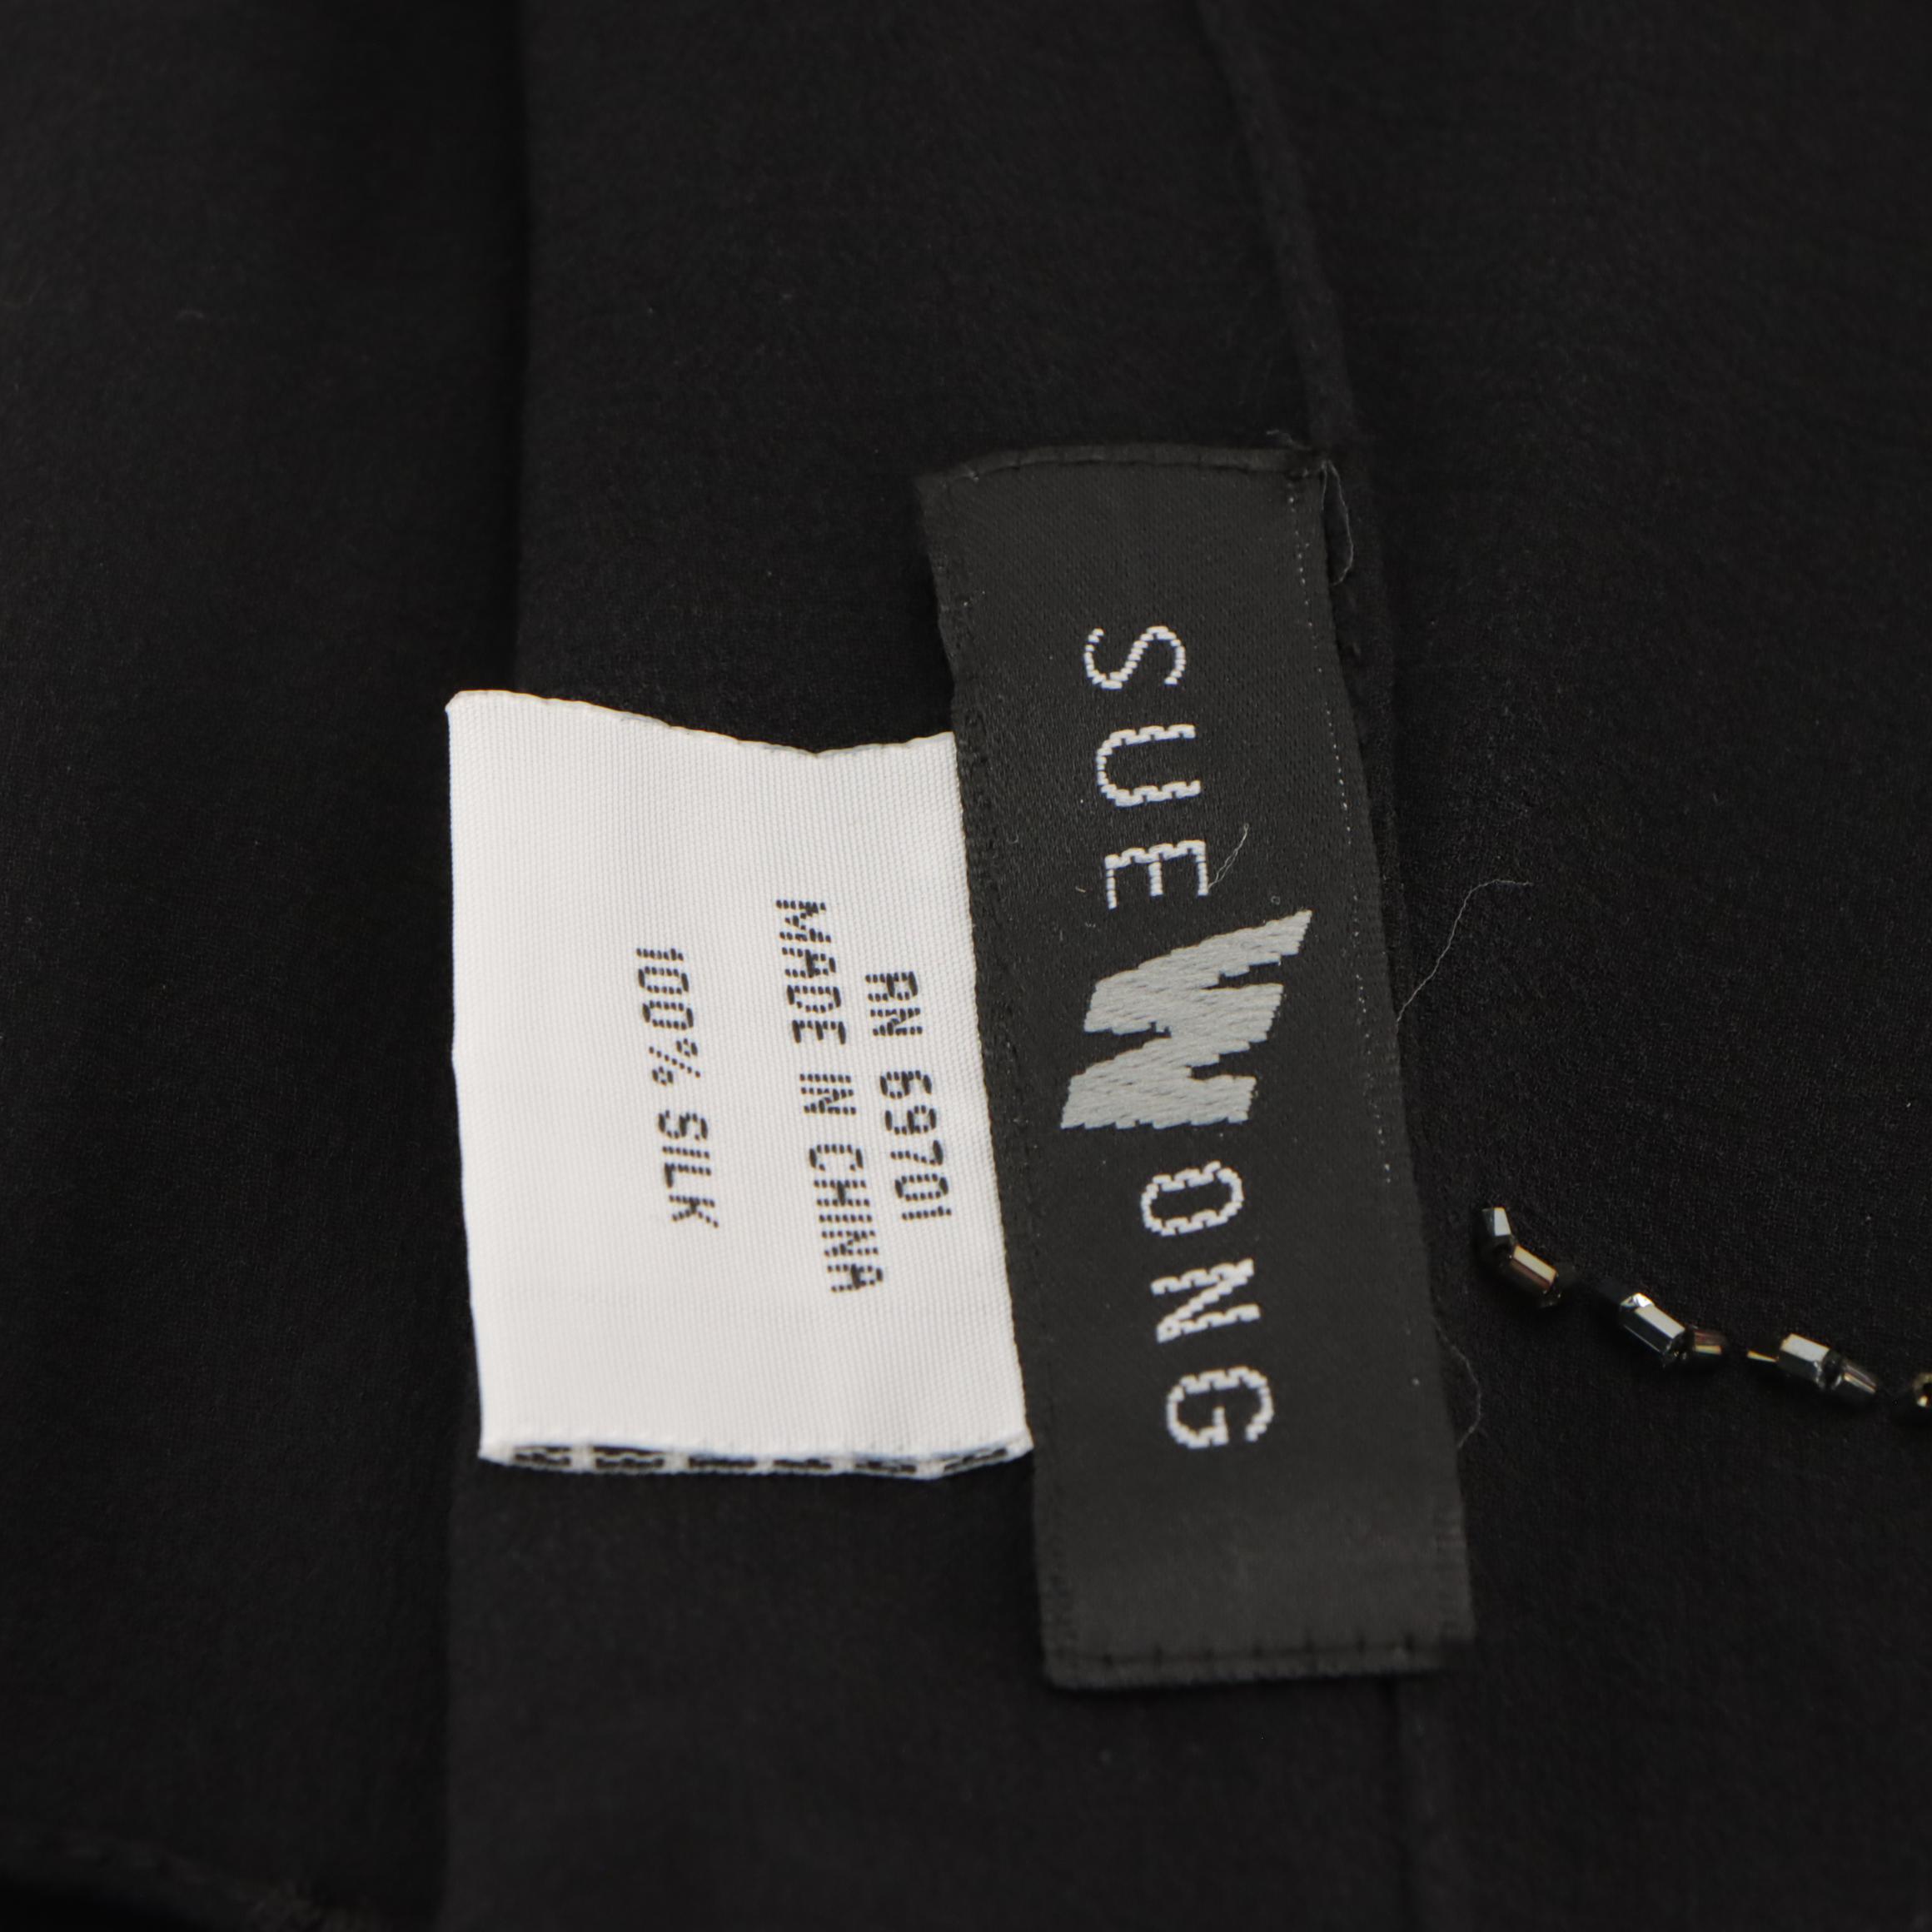 SUE WONG
RN 69701
MADE IN CHINA
100% SILK